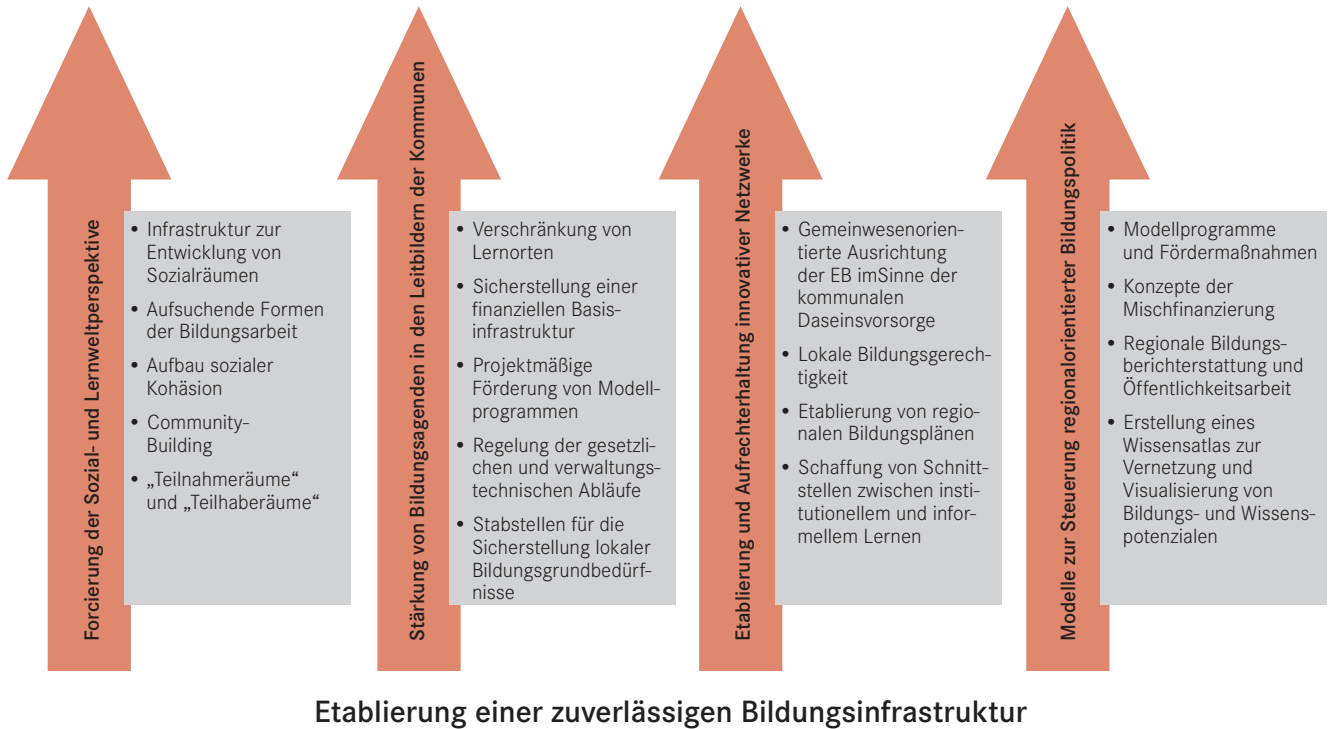 Forcierung der Sozial- und Lernweltperspektive
• Infrastruktur zur
Entwicklung von
Sozialräumen
• Aufsuchende Formen
der Bildungsarbeit
• Aufbau sozialer
Kohäsion
• Community-
Building
• „Teilnahmeräume“
und „Teilhaberäume“
Stärkung von Bildungsagenden in den Leitbildern der Kommunen
• Verschränkung von
Lernorten
• Sicherstellung einer
finanziellen Basis-
infrastruktur
• Projektmäßige
Förderung von Modell-
programmen
• Regelung der gesetzli-
chen und verwaltungs-
technischen Abläufe
• Stabstellen für die
Sicherstellung lokaler
Bildungsgrundbedürf-
nisse
Etablierung und Aufrechterhaltung innovativer Netzwerke
• Gemeinwesenorien-
tierte Ausrichtung
der EB imSinne der
kommunalen
Daseinsvorsorge
• Lokale Bildungsgerech-
tigkeit
• Etablierung von regio-
nalen Bildungsplänen
• Schaffung von Schnitt-
stellen zwischen insti-
tutionellem und infor-
mellem Lernen
Modelle zur Steuerung regionalorientierter Bildungspolitik
• Modellprogramme
und Fördermaßnahmen
• Konzepte der
Mischfinanzierung
• Regionale Bildungs-
berichterstattung und
Öffentlichkeitsarbeit
• Erstellung eines
Wissensatlas zur
Vernetzung und
Visualisierung von
Bildungs- und Wissens-
potenzialen
Etablierung einer zuverlässigen Bildungsinfrastruktur